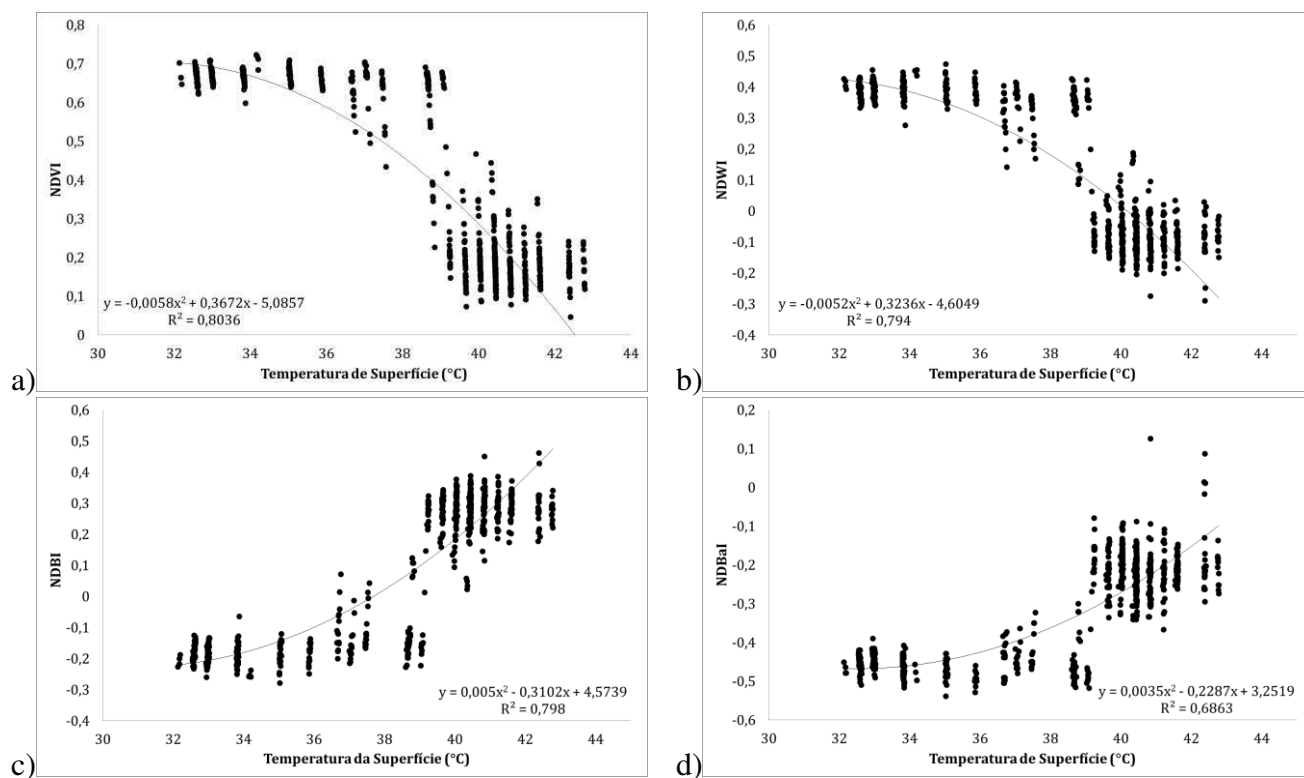 0,8
0,7
0,6
0,5
0,4
0,3
0,2
0,1
0
NDVI
y = -0,0058x² + 0,3672x - 5,0857
R² = 0,8036
30 32 34 36 38 40 42 44
Temperatura de Superfície (°C)
a)
0,6
0,5
0,4
0,3
0,2
0,1
0
-0,1
-0,2
-0,3
-0,4
NDWI
y = -0,0052x² + 0,3236x - 4,6049
R² = 0,794
30 32 34 36 38 40 42 44
Temperatura de Superfície (°C)
b)
0,6
0,5
0,4
0,3
0,2
0,1
0
-0,1
-0,2
-0,3
-0,4
NDBI
y = 0,005x² - 0,3102x + 4,5739
R² = 0,798
30 32 34 36 38 40 42 44
Temperatura da Superfície (°C)
c)
0,2
0,1
0
-0,1
-0,2
-0,3
-0,4
-0,5
-0,6
NDBaI
y = 0,0035x² - 0,2287x + 3,2519
R² = 0,6863
30 32 34 36 38 40 42 44
Temperatura de Superfície (°C)
d)